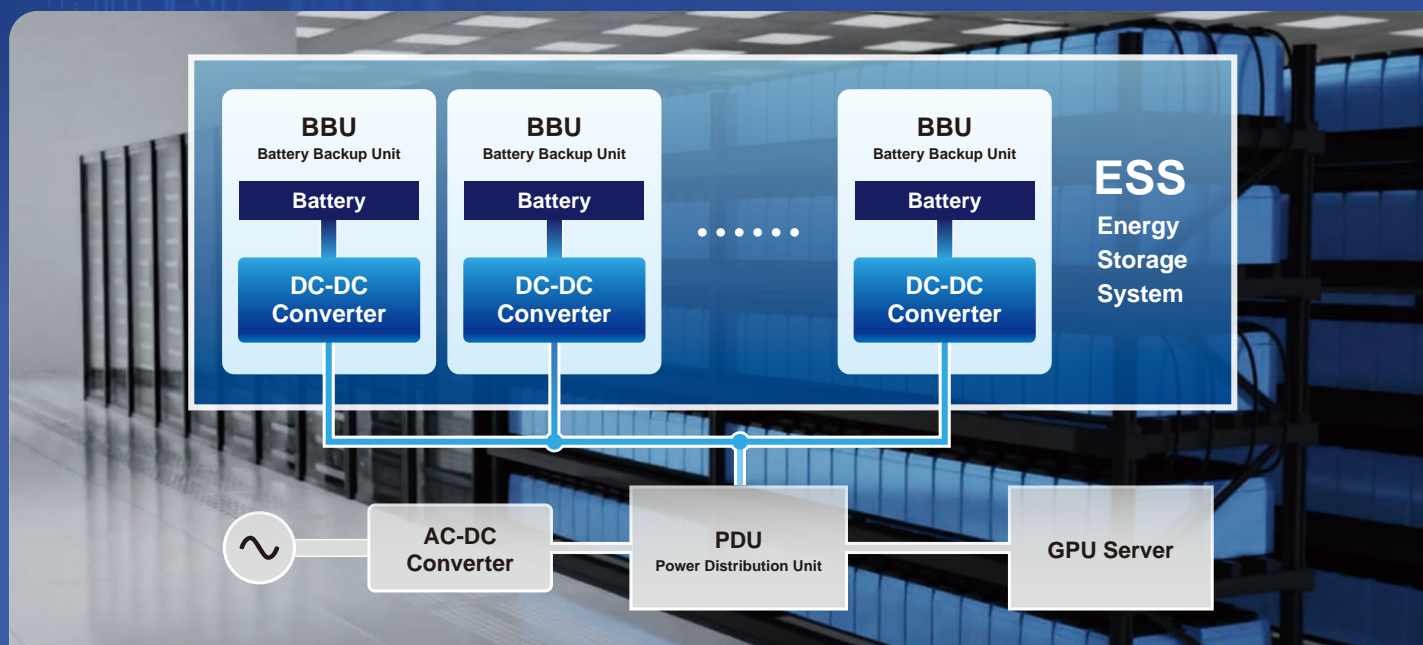 BBU
Battery Backup Unit
Battery
DC-DC
Converter
BBU
Battery Backup Unit
Battery
DC-DC
Converter
......
BBU
Battery Backup Unit
Battery
DC-DC
Converter
ESS
Energy
Storage
System
AC-DC
Converter
PDU
Power Distribution Unit
GPU Server